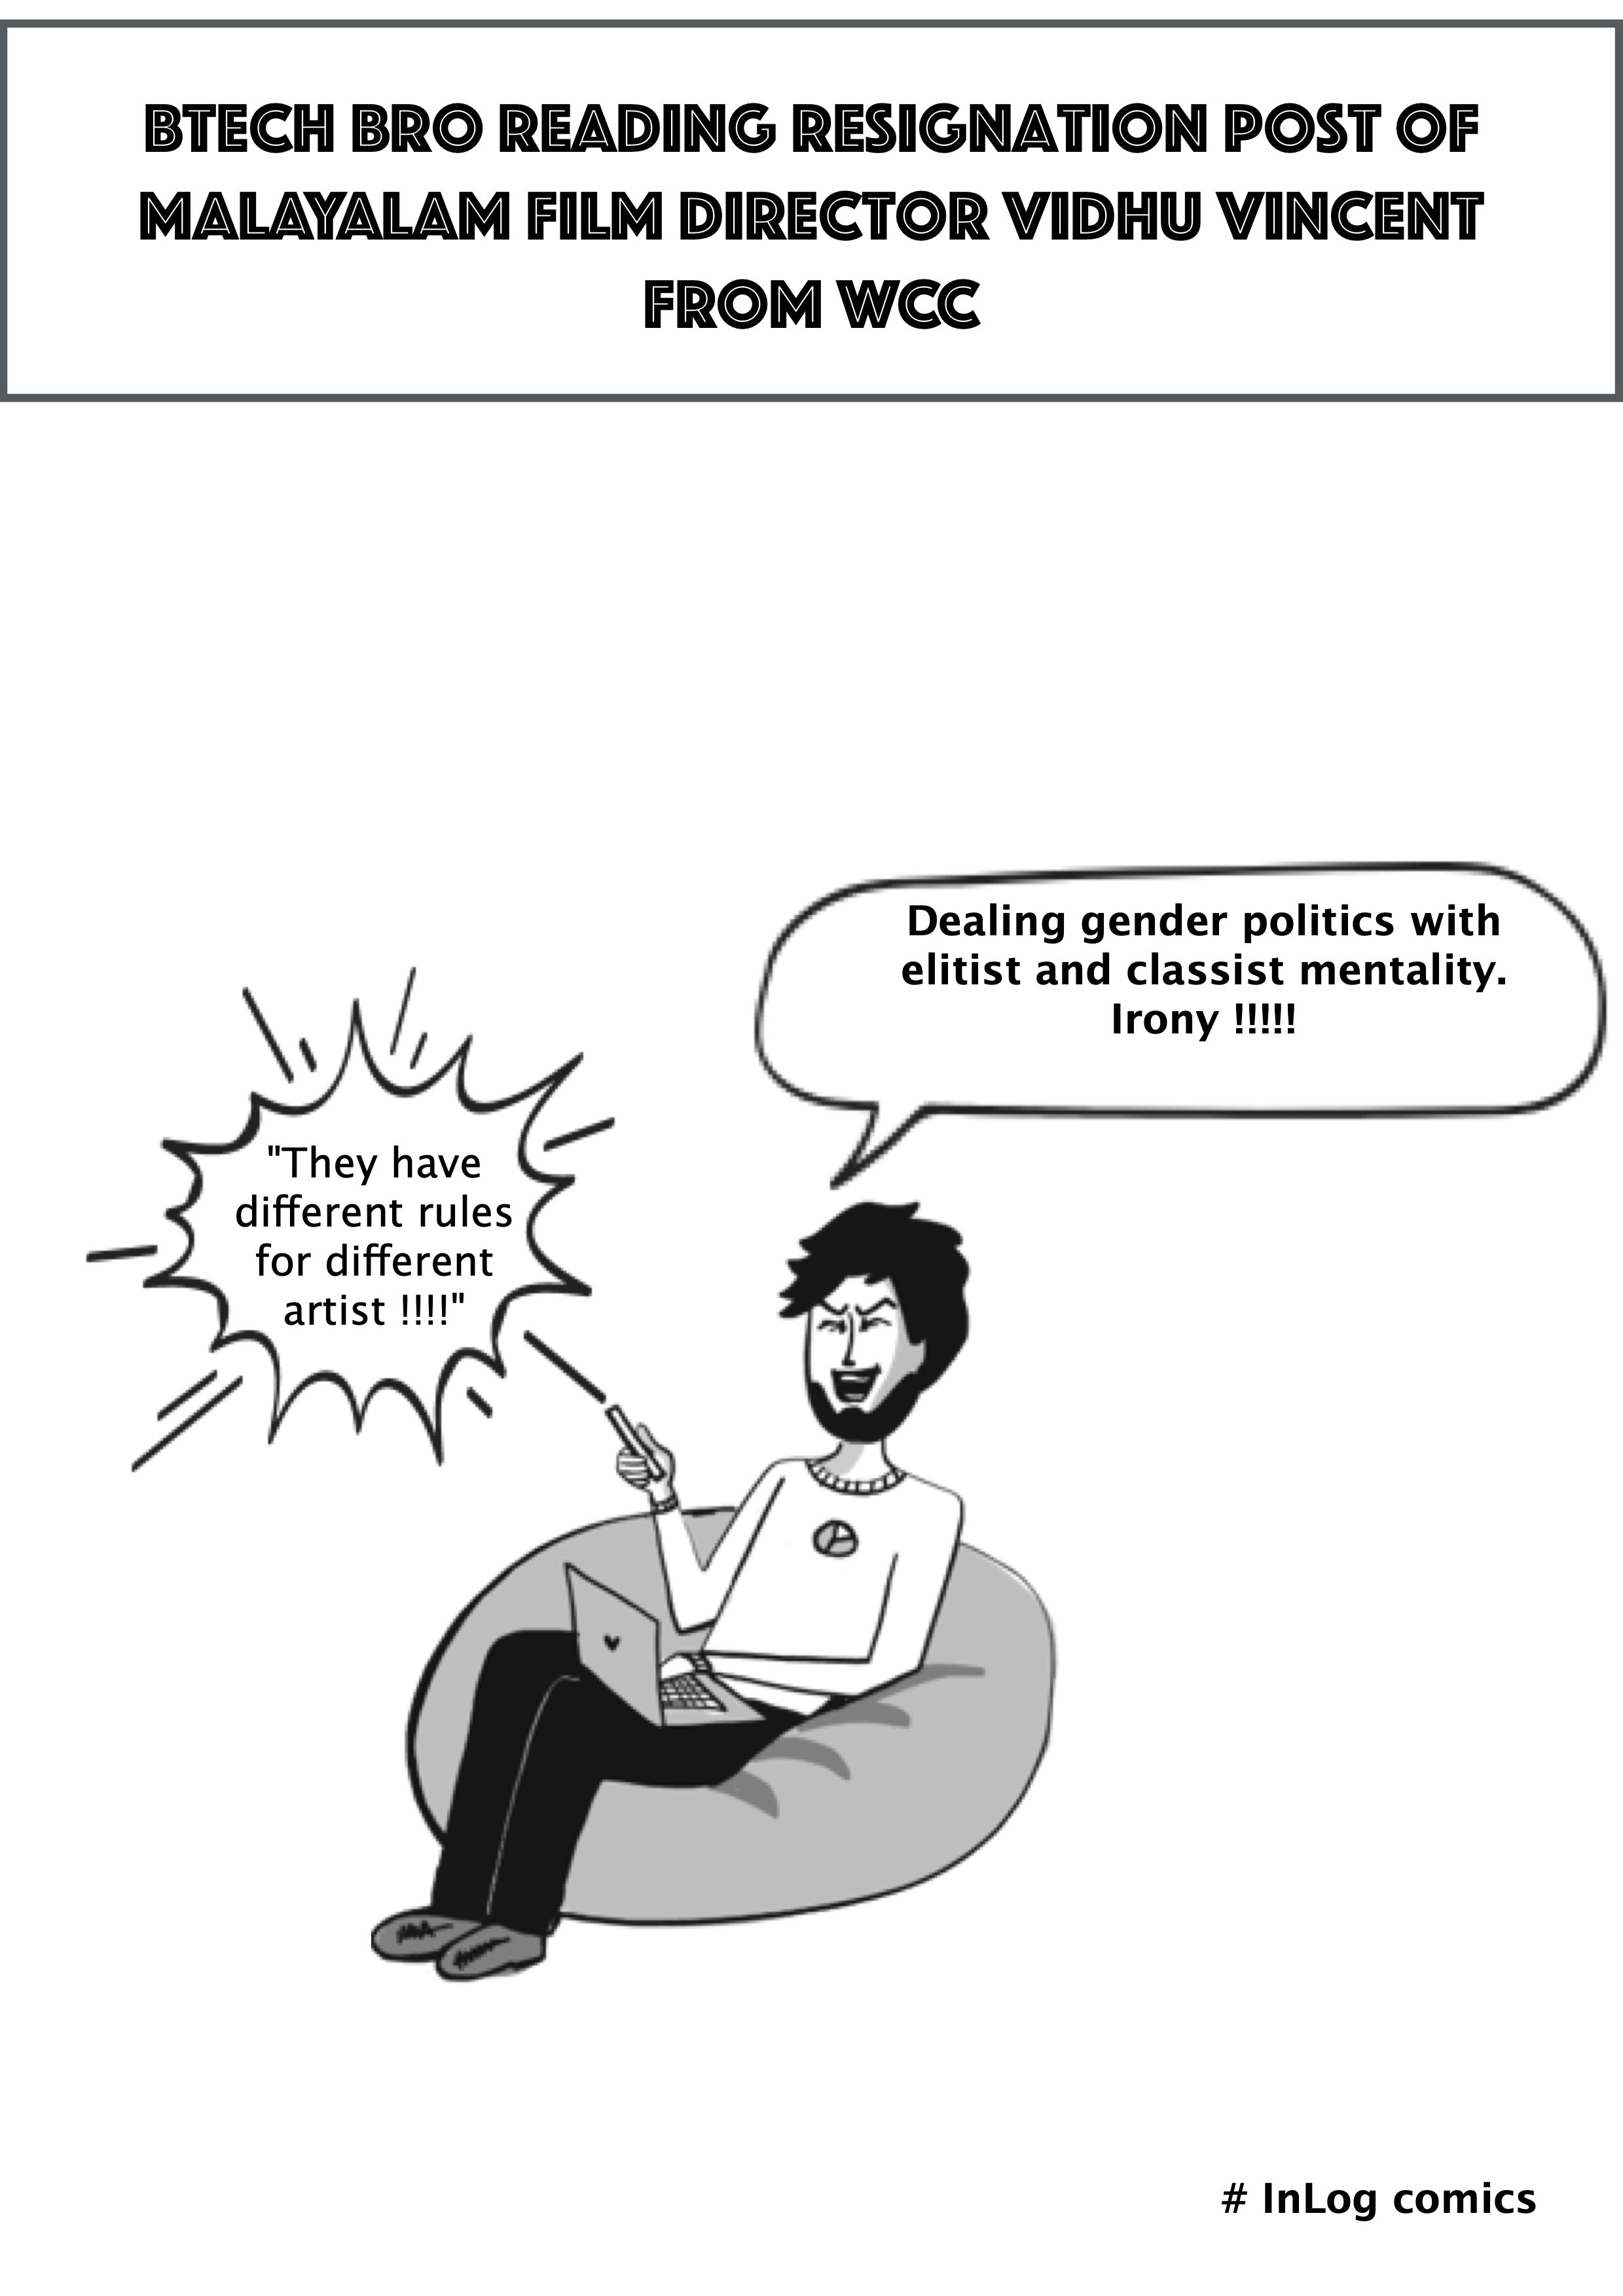 BTECH BRO READING RESIGNATION POST OF
MALAYALAM FILM DIRECTOR VIDHU VINCENT
FROM WCC
Dealing gender politics with
elitist and classist mentality.
Irony !!!!!
"They have
different rules
for different
artist !!!!"
# InLog comics